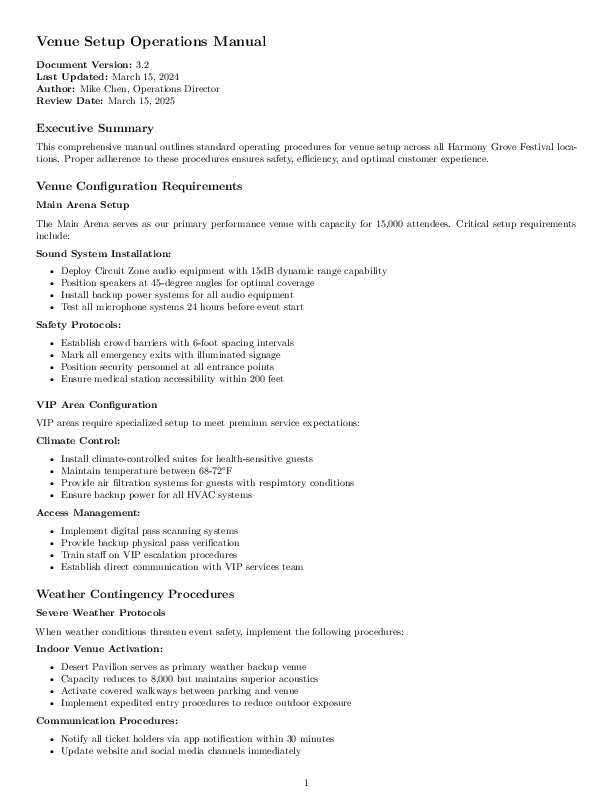 Venue Setup Operations Manual
Document Version: 3.2
Last Updated: March 15, 2024
Author: Mike Chen, Operations Director
Review Date: March 15, 2025
Executive Summary
This comprehensive manual outlines standard operating procedures for venue setup across all Harmony Grove Festival loca-
tions. Proper adherence to these procedures ensures safety, efficiency, and optimal customer experience.
Venue Configuration Requirements
Main Arena Setup
The Main Arena serves as our primary performance venue with capacity for 15,000 attendees. Critical setup requirements
include:
Sound System Installation:
• Deploy Circuit Zone audio equipment with 15dB dynamic range capability
• Position speakers at 45-degree angles for optimal coverage
• Install backup power systems for all audio equipment
• Test all microphone systems 24 hours before event start
Safety Protocols:
• Establish crowd barriers with 6-foot spacing intervals
• Mark all emergency exits with illuminated signage
• Position security personnel at all entrance points
• Ensure medical station accessibility within 200 feet
VIP Area Configuration
VIP areas require specialized setup to meet premium service expectations:
Climate Control:
• Install climate-controlled suites for health-sensitive guests
• Maintain temperature between 68-72°F
• Provide air filtration systems for guests with respiratory conditions
• Ensure backup power for all HVAC systems
Access Management:
• Implement digital pass scanning systems
• Provide backup physical pass verification
• Train staff on VIP escalation procedures
• Establish direct communication with VIP services team
Weather Contingency Procedures
Severe Weather Protocols
When weather conditions threaten event safety, implement the following procedures:
Indoor Venue Activation:
• Desert Pavilion serves as primary weather backup venue
• Capacity reduces to 8,000 but maintains superior acoustics
• Activate covered walkways between parking and venue
• Implement expedited entry procedures to reduce outdoor exposure
Communication Procedures:
• Notify all ticket holders via app notification within 30 minutes
• Update website and social media channels immediately
1